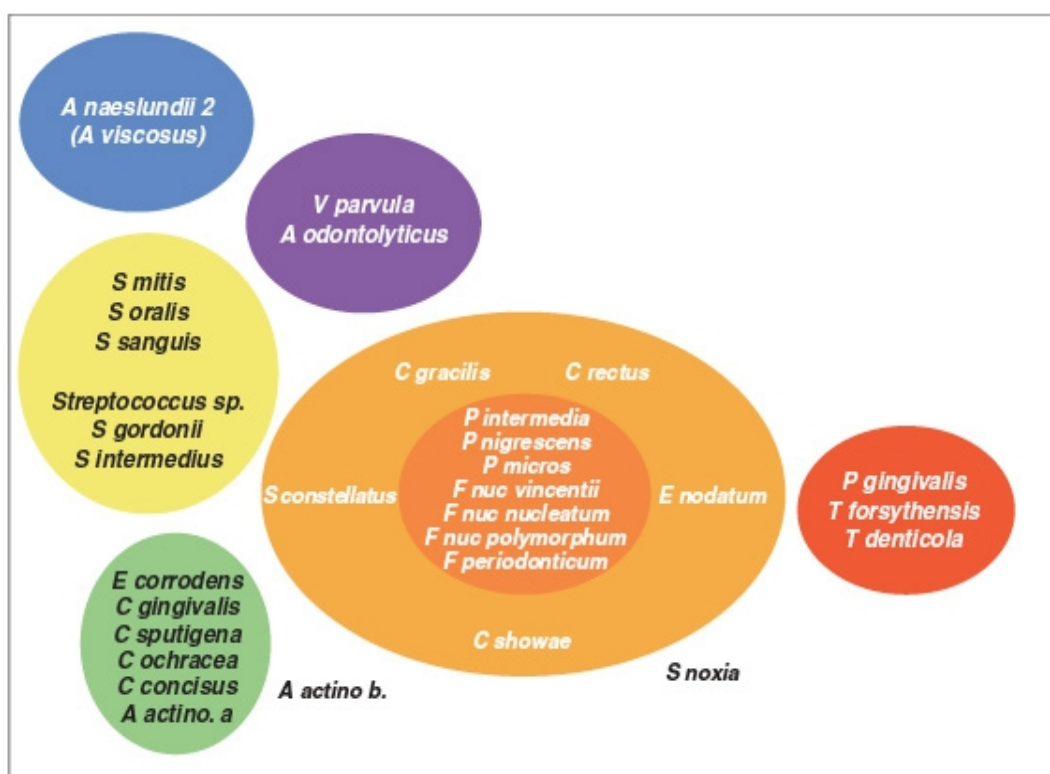 A naeslundii 2
(A viscosus)
V parvula
A odontolyticus
S mitis
S oralis
S sanguis
Streptococcus sp.
S gordonii
S intermedius
C gracilis
C rectus
P intermedia
P nigrescens
P micros
F nuc vincentii
F nuc nucleatum
F nuc polymorphum
F periodonticum
S constellatus
E nodatum
C showae
P gingivalis
T forsythensis
T denticola
E corrodens
C gingivalis
C sputigena
C ochracea
C concisus
A actino. a
A actino b.
S noxia